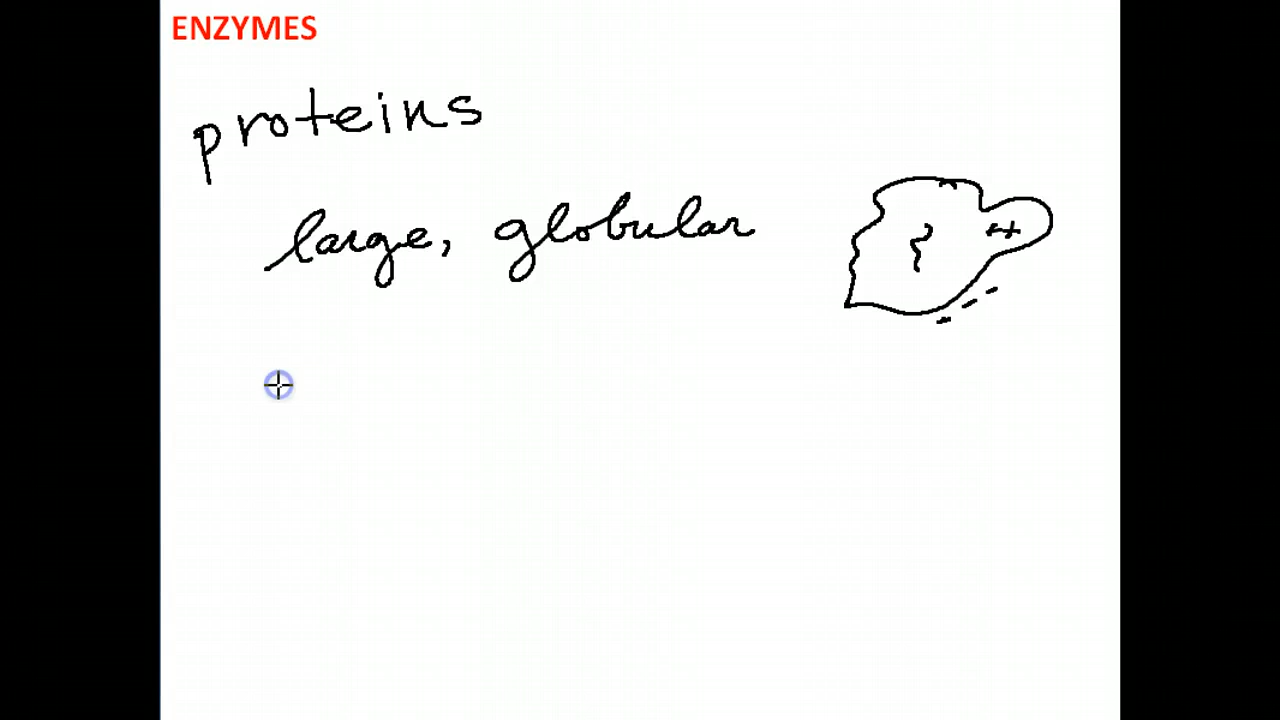 ENZYMES
proteins
large, globular
+
- - -